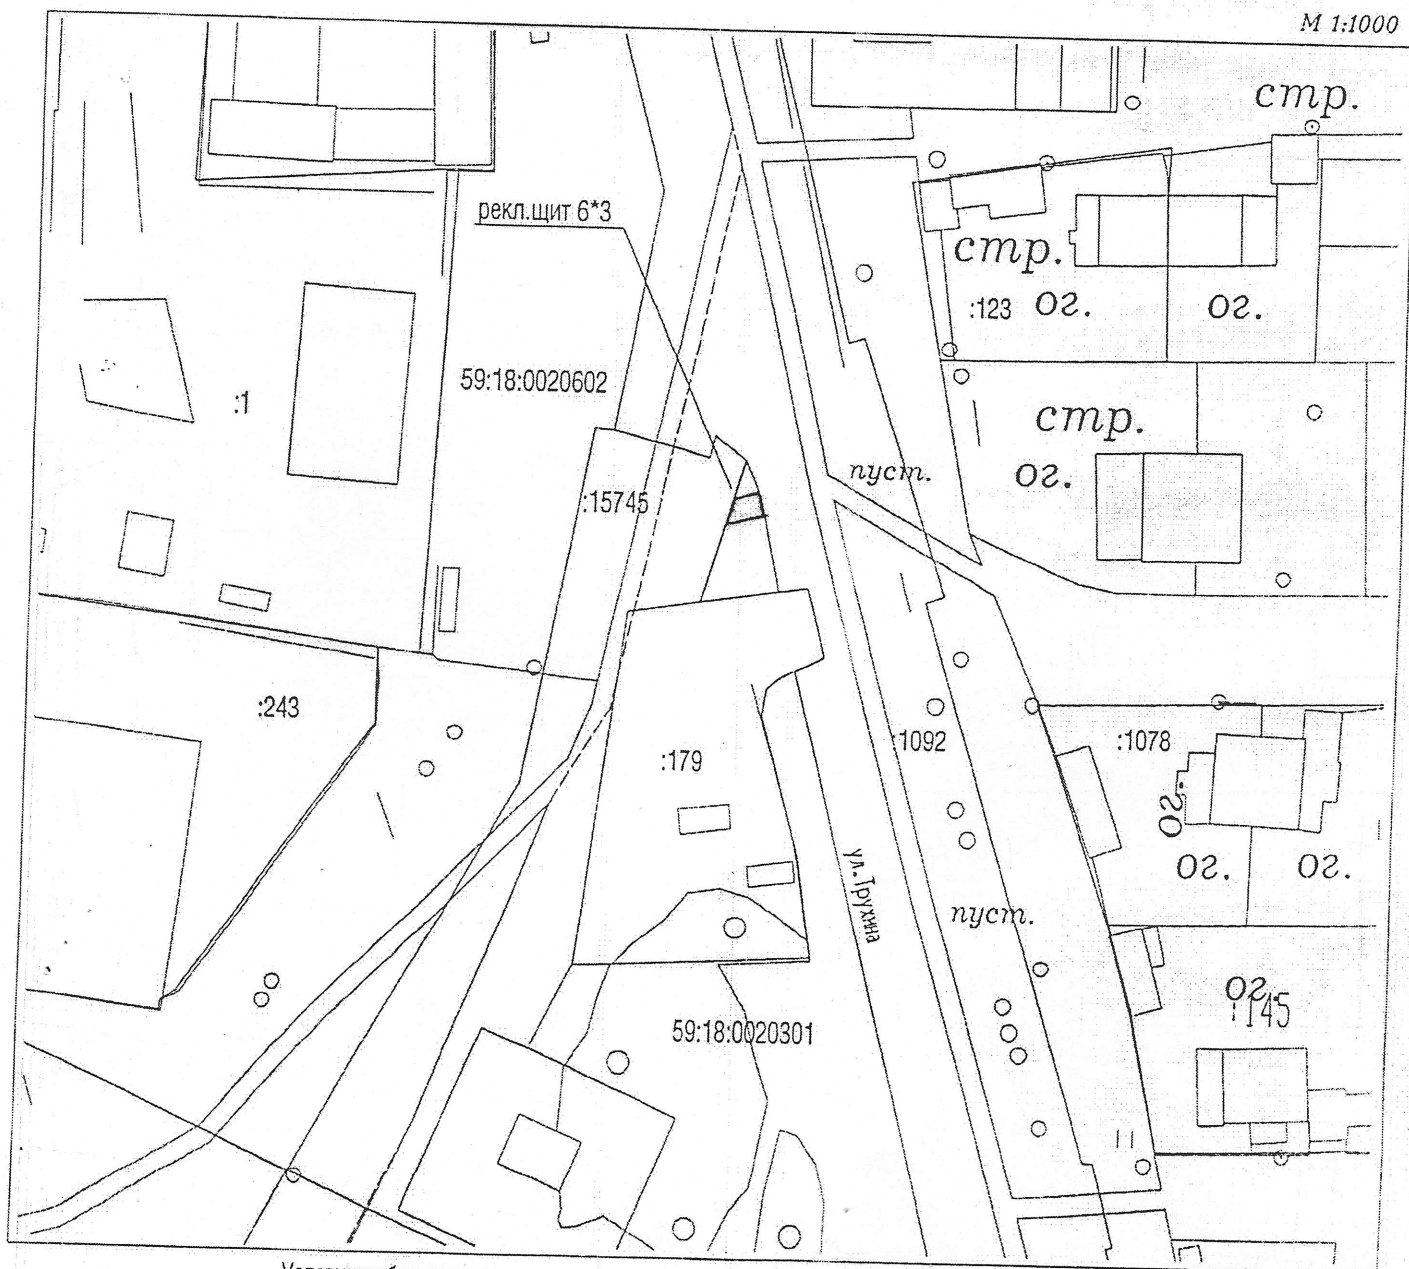 М 1:1000
стр.
рекл.щит 6*3
стр.
:123
ог.
ог.
59:18:0020602
:1
стр.
пуст.
ог.
:15745
:243
:179
:1092
:1078
ог.
ог.
ог.
ул.Трухина
пуст.
ог.
:145
59:18:0020301